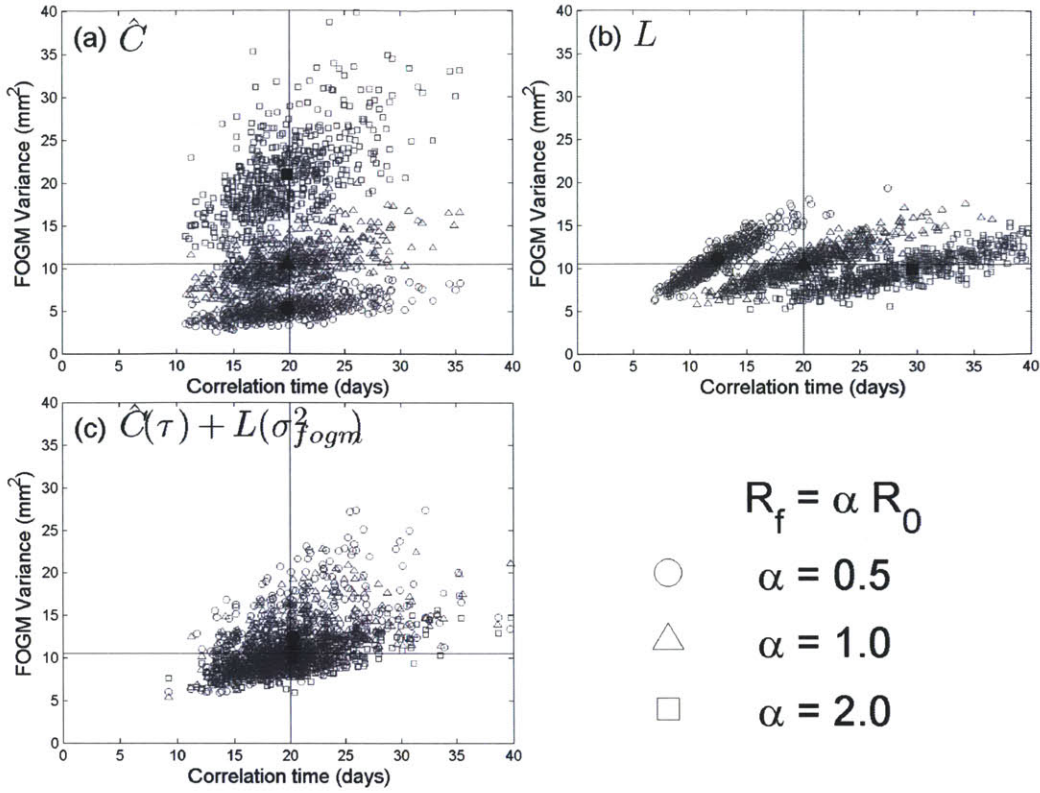 (a) Ĉ
40
35
30
25
20
15
10
5
0
FOGM Variance (mm²)
0 5 10 15 20 25 30 35 40
Correlation time (days)
(b) L
40
35
30
25
20
15
10
5
0
FOGM Variance (mm²)
0 5 10 15 20 25 30 35 40
Correlation time (days)
(c) Ĉ(τ) + L(σ²_fogm)
40
35
30
25
20
15
10
5
0
FOGM Variance (mm²)
0 5 10 15 20 25 30 35 40
Correlation time (days)
R_f = α R_0
α = 0.5
α = 1.0
α = 2.0